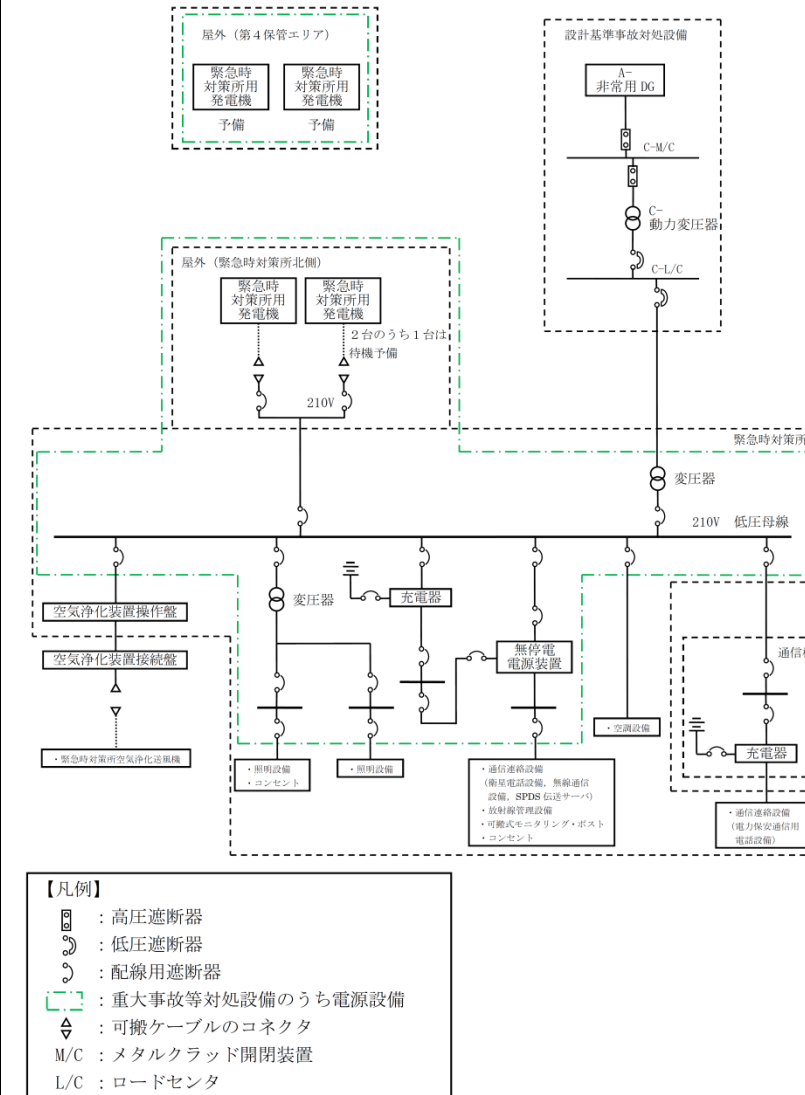 屋外（第４保管エリア）
緊急時
対策所用
発電機
緊急時
対策所用
発電機
予備
予備
設計基準事故対処設備
A-
非常用 DG
C-M/C
C-
動力変圧器
C-L/C
屋外（緊急時対策所北側）
緊急時
対策所用
発電機
緊急時
対策所用
発電機
２台のうち１台は
待機予備
210V
緊急時対策所
変圧器
210V 低圧母線
空気浄化装置操作盤
空気浄化装置接続盤
・緊急時対策所空気浄化送風機
変圧器
充電器
無停電
電源装置
・照明設備
・コンセント
・照明設備
・通信連絡設備
（衛星電話設備，無線通信
設備，SPDS 伝送サーバ）
・放射線管理設備
・可搬式モニタリング・ポスト
・コンセント
・空調設備
通信
充電器
・通信連絡設備
（電力保安通信用
電話設備）
【凡例】
：高圧遮断器
：低圧遮断器
：配線用遮断器
：重大事故等対処設備のうち電源設備
：可搬ケーブルのコネクタ
M/C ：メタルクラッド開閉装置
L/C ：ロードセンタ